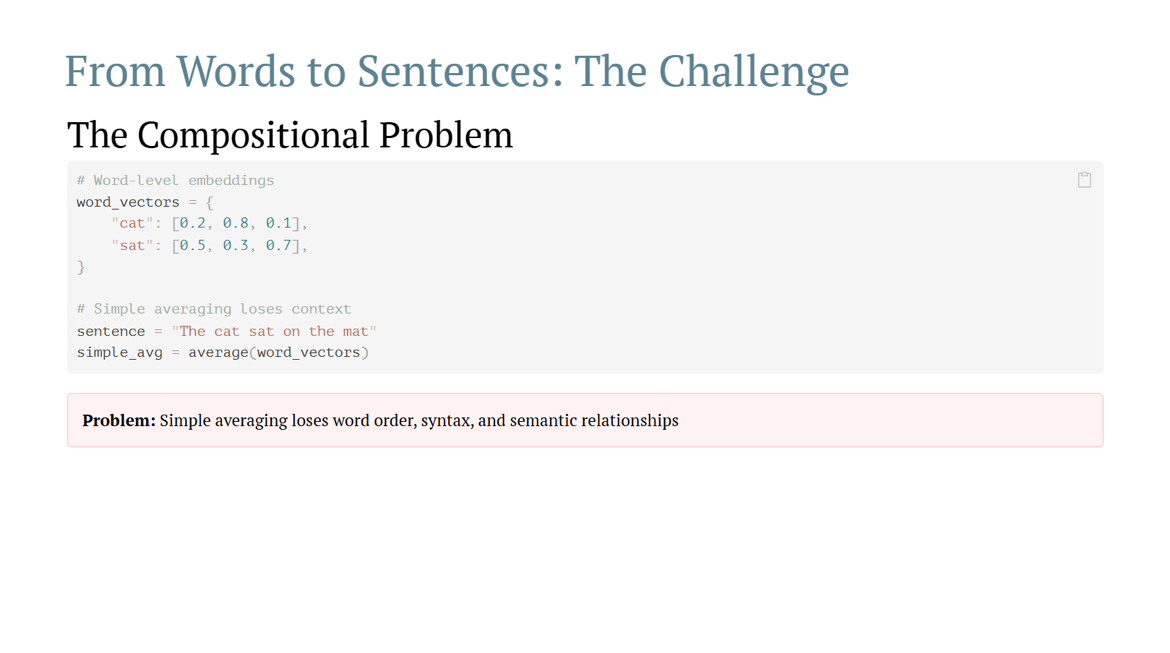 From Words to Sentences: The Challenge
The Compositional Problem
# Word-level embeddings
word_vectors = {
    "cat": [0.2, 0.8, 0.1],
    "sat": [0.5, 0.3, 0.7],
}
# Simple averaging loses context
sentence = "The cat sat on the mat"
simple_avg = average(word_vectors)
Problem: Simple averaging loses word order, syntax, and semantic relationships